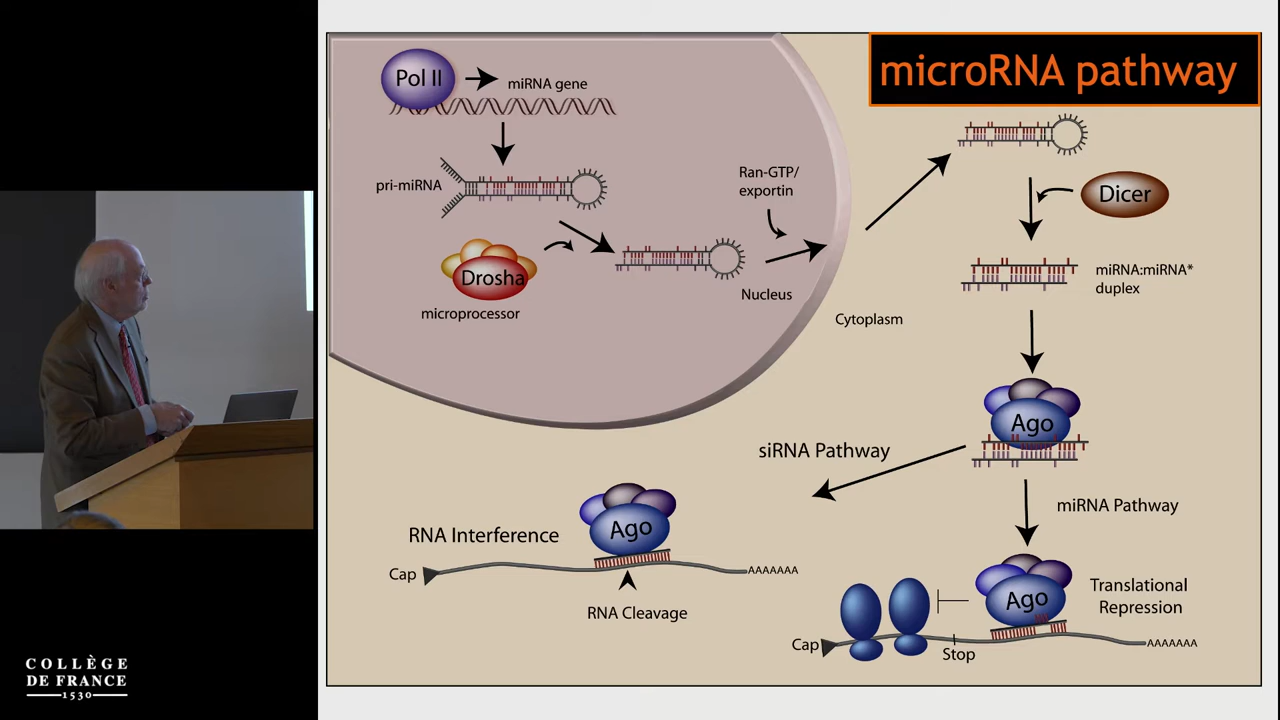 microRNA pathway
Pol II
miRNA gene
pri-miRNA
Ran-GTP/
exportin
Drosha
microprocessor
Nucleus
Cytoplasm
Dicer
miRNA:miRNA*
duplex
Ago
siRNA Pathway
miRNA Pathway
RNA Interference
Ago
Cap
AAAAAAA
RNA Cleavage
Ago
Translational
Repression
Cap
Stop
AAAAAAA
COLLÈGE
DE FRANCE
1530